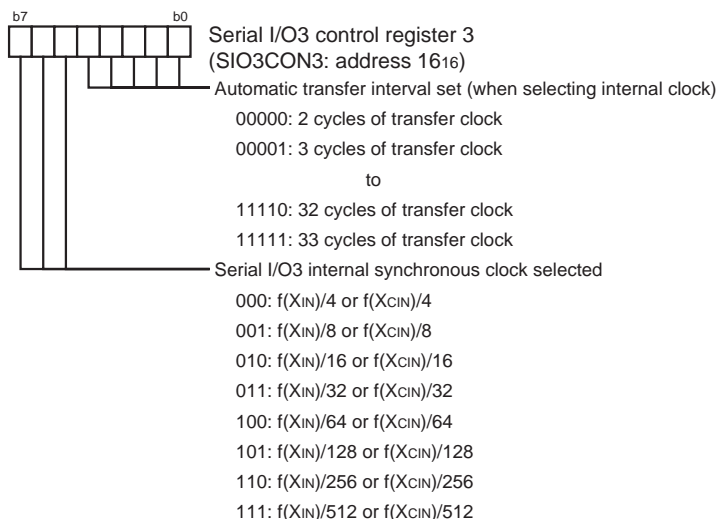 b7 b0
Serial I/O3 control register 3
(SIO3CON3: address 1616)
Automatic transfer interval set (when selecting internal clock)
00000: 2 cycles of transfer clock
00001: 3 cycles of transfer clock
to
11110: 32 cycles of transfer clock
11111: 33 cycles of transfer clock
Serial I/O3 internal synchronous clock selected
000: f(XIN)/4 or f(XCIN)/4
001: f(XIN)/8 or f(XCIN)/8
010: f(XIN)/16 or f(XCIN)/16
011: f(XIN)/32 or f(XCIN)/32
100: f(XIN)/64 or f(XCIN)/64
101: f(XIN)/128 or f(XCIN)/128
110: f(XIN)/256 or f(XCIN)/256
111: f(XIN)/512 or f(XCIN)/512